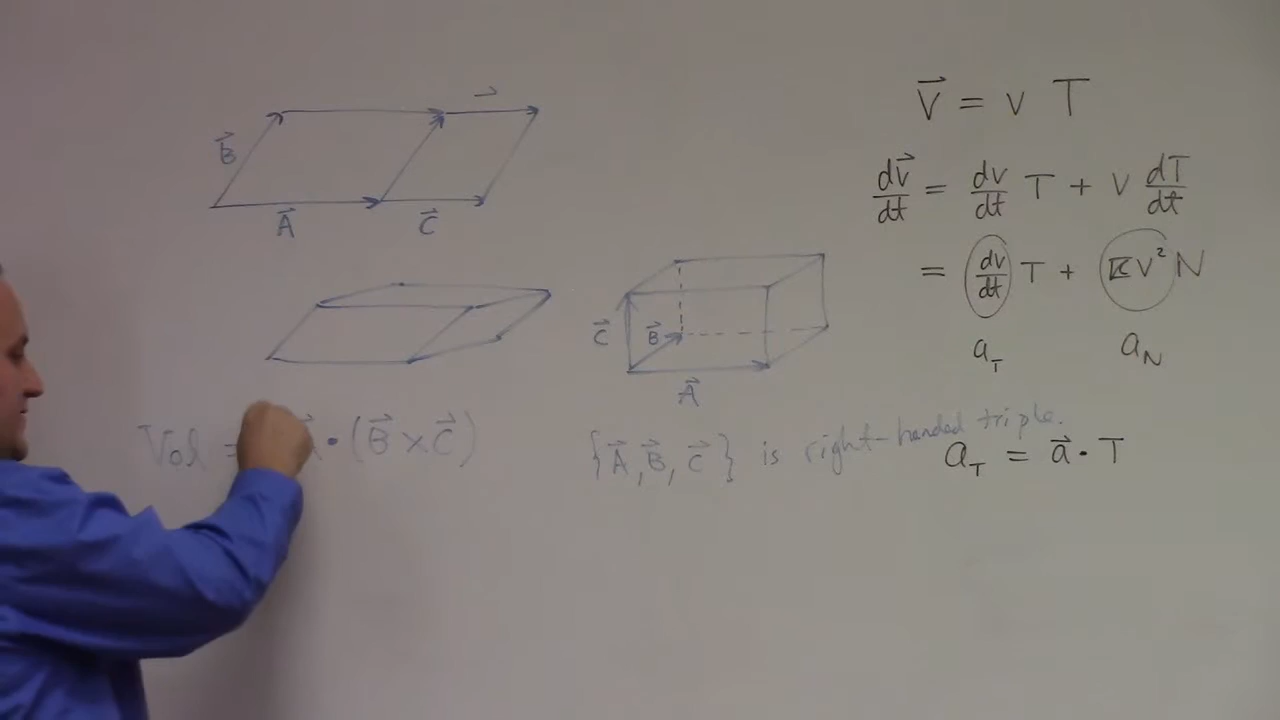 B⃗
A⃗
C⃗
C⃗
B⃗
A⃗
Vol = A⃗ • (B⃗ × C⃗)
{A⃗, B⃗, C⃗} is right-handed triple.
v⃗ = v T
dv⃗/dt = dv/dt T + v dT/dt
= dv/dt T + κv² N
a_T
a_N
a_T = a⃗ • T